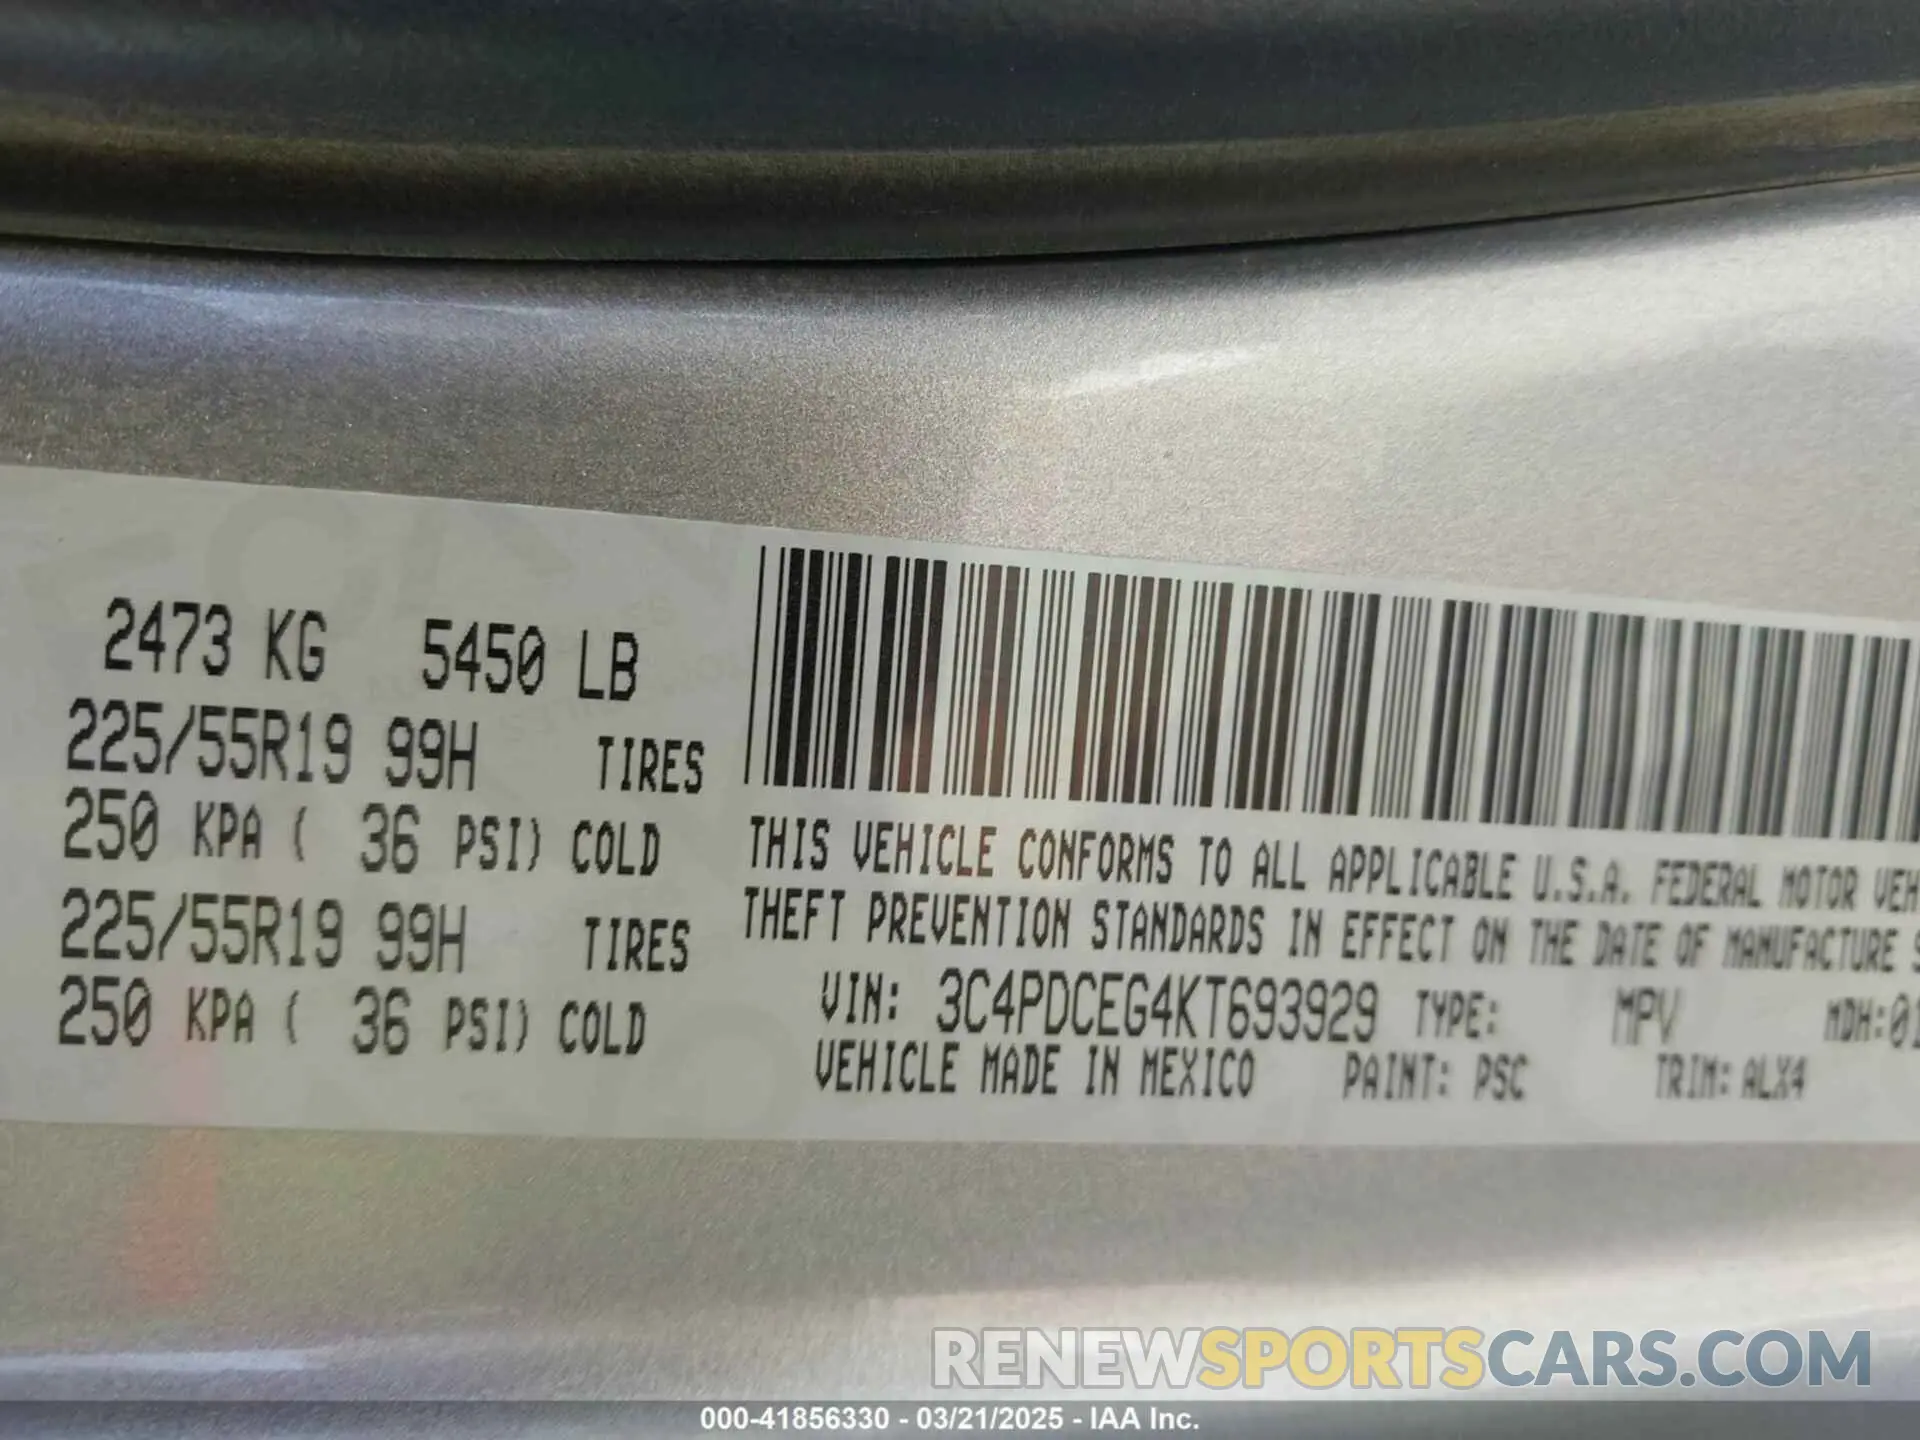 2473 KG 5450 LB
225/55R19 99H TIRES
250 KPA ( 36 PSI) COLD
225/55R19 99H TIRES
250 KPA ( 36 PSI) COLD
THIS VEHICLE CONFORMS TO ALL APPLICABLE U.S.A. FEDERAL MOTOR VEH
THEFT PREVENTION STANDARDS IN EFFECT ON THE DATE OF MANUFACTURE S
VIN: 3C4PDCEG4KT693929 TYPE: MPV MDH:01
VEHICLE MADE IN MEXICO PAINT: PSC TRIM: ALX4
RENEWSPORTSCARS.COM
000-41856330 - 03/21/2025 - IAA Inc.